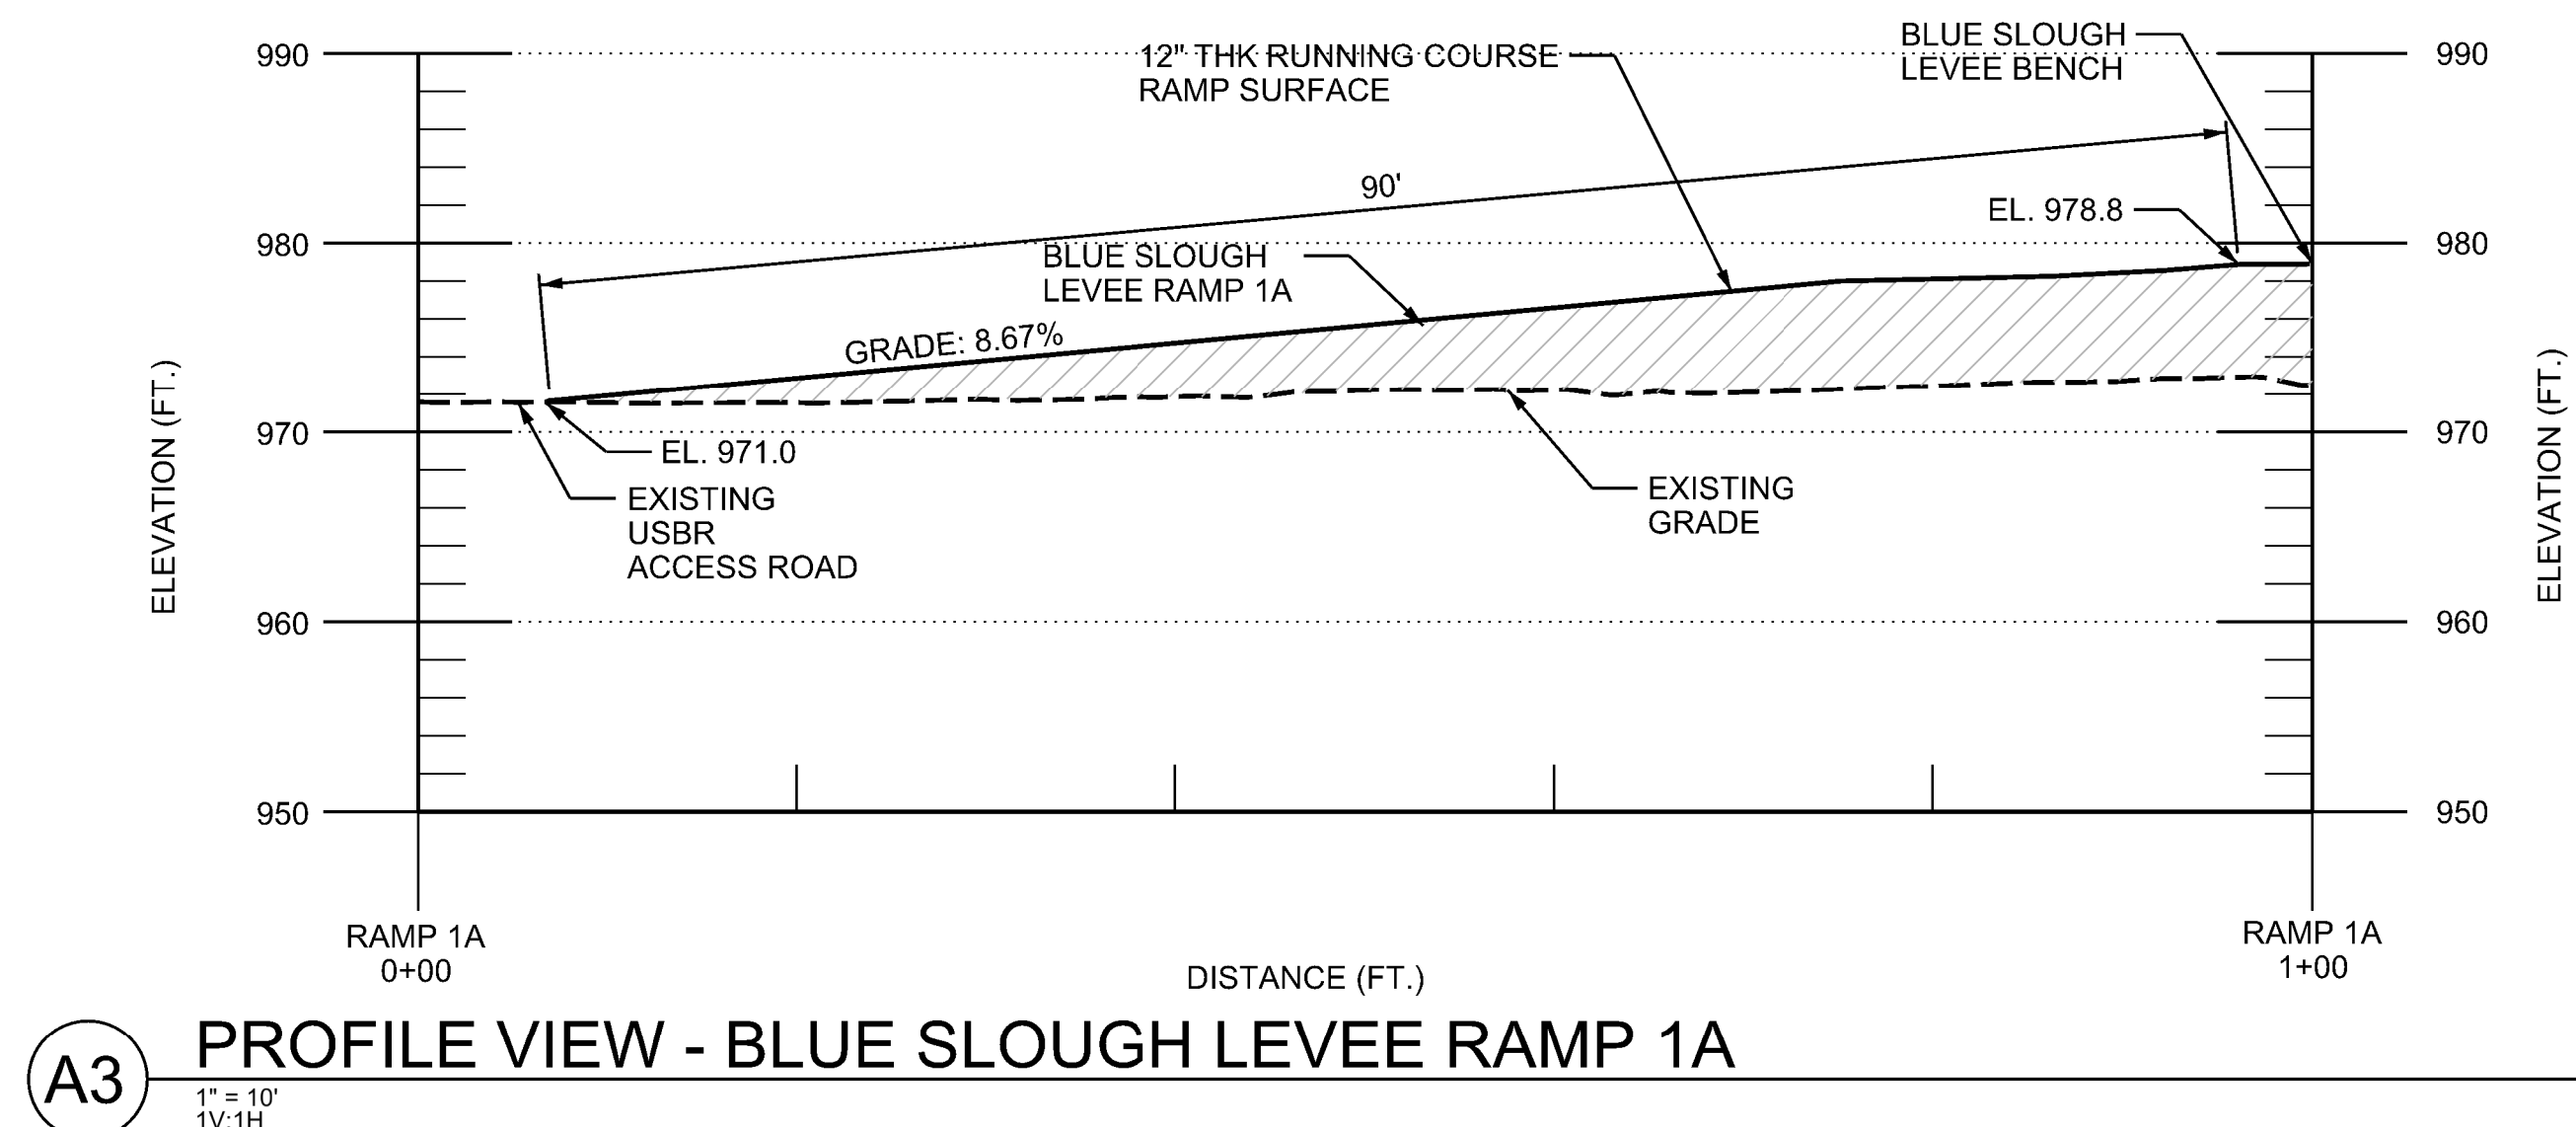 BLUE SLOUGH
LEVEE BENCH
12" THK RUNNING COURSE
RAMP SURFACE
990
990
90'
EL. 978.8
980
980
BLUE SLOUGH
LEVEE RAMP 1A
GRADE: 8.67%
ELEVATION (FT.)
ELEVATION (FT.)
970
970
EL. 971.0
EXISTING
USBR
ACCESS ROAD
EXISTING
GRADE
960
960
950
950
RAMP 1A
0+00
RAMP 1A
1+00
DISTANCE (FT.)
A3
PROFILE VIEW - BLUE SLOUGH LEVEE RAMP 1A
1" = 10'
1V:1H